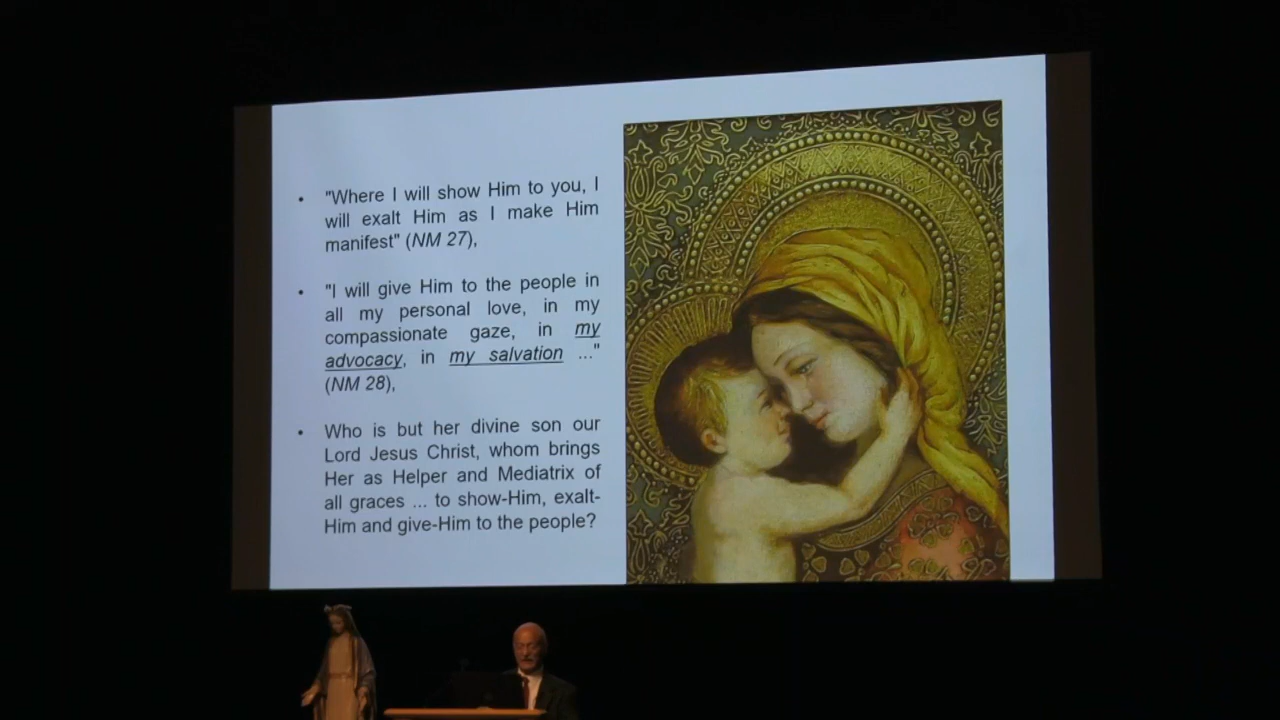 • "Where I will show Him to you, I
will exalt Him as I make Him
manifest" (NM 27),
• "I will give Him to the people in
all my personal love, in my
compassionate gaze, in my
advocacy, in my salvation ..."
(NM 28),
• Who is but her divine son our
Lord Jesus Christ, whom brings
Her as Helper and Mediatrix of
all graces ... to show-Him, exalt-
Him and give-Him to the people?